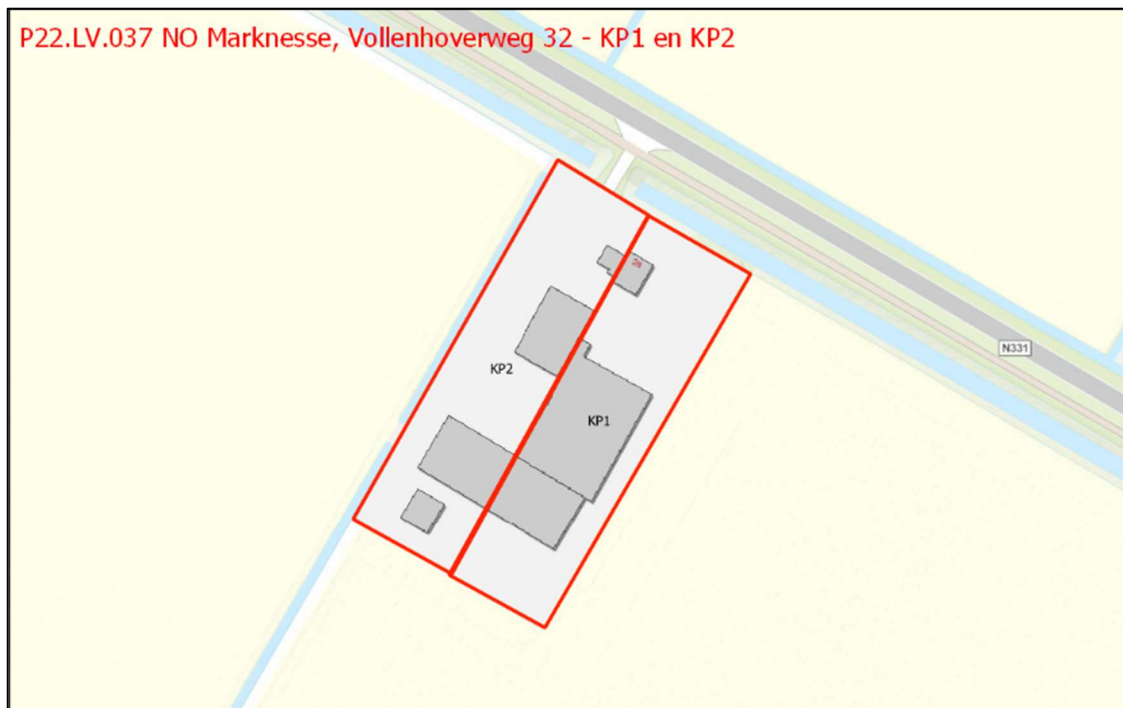 P22.LV.037 NO Marknesse, Vollenhoverweg 32 - KP1 en KP2
N331
KP2
KP1